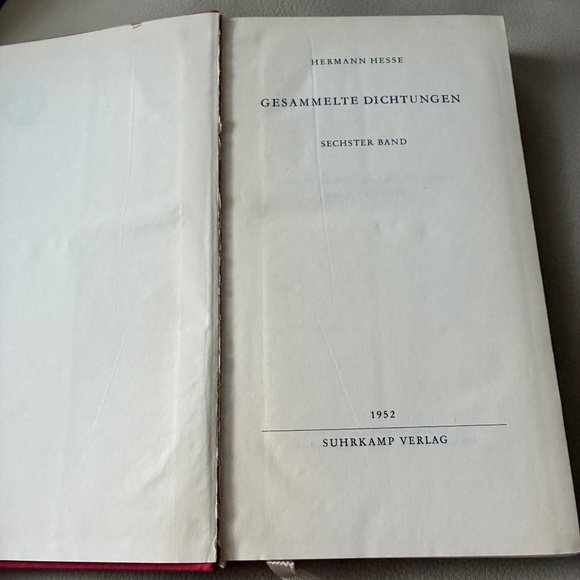 HERMANN HESSE
GESAMMELTE DICHTUNGEN
SECHSTER BAND
1952
SUHRKAMP VERLAG